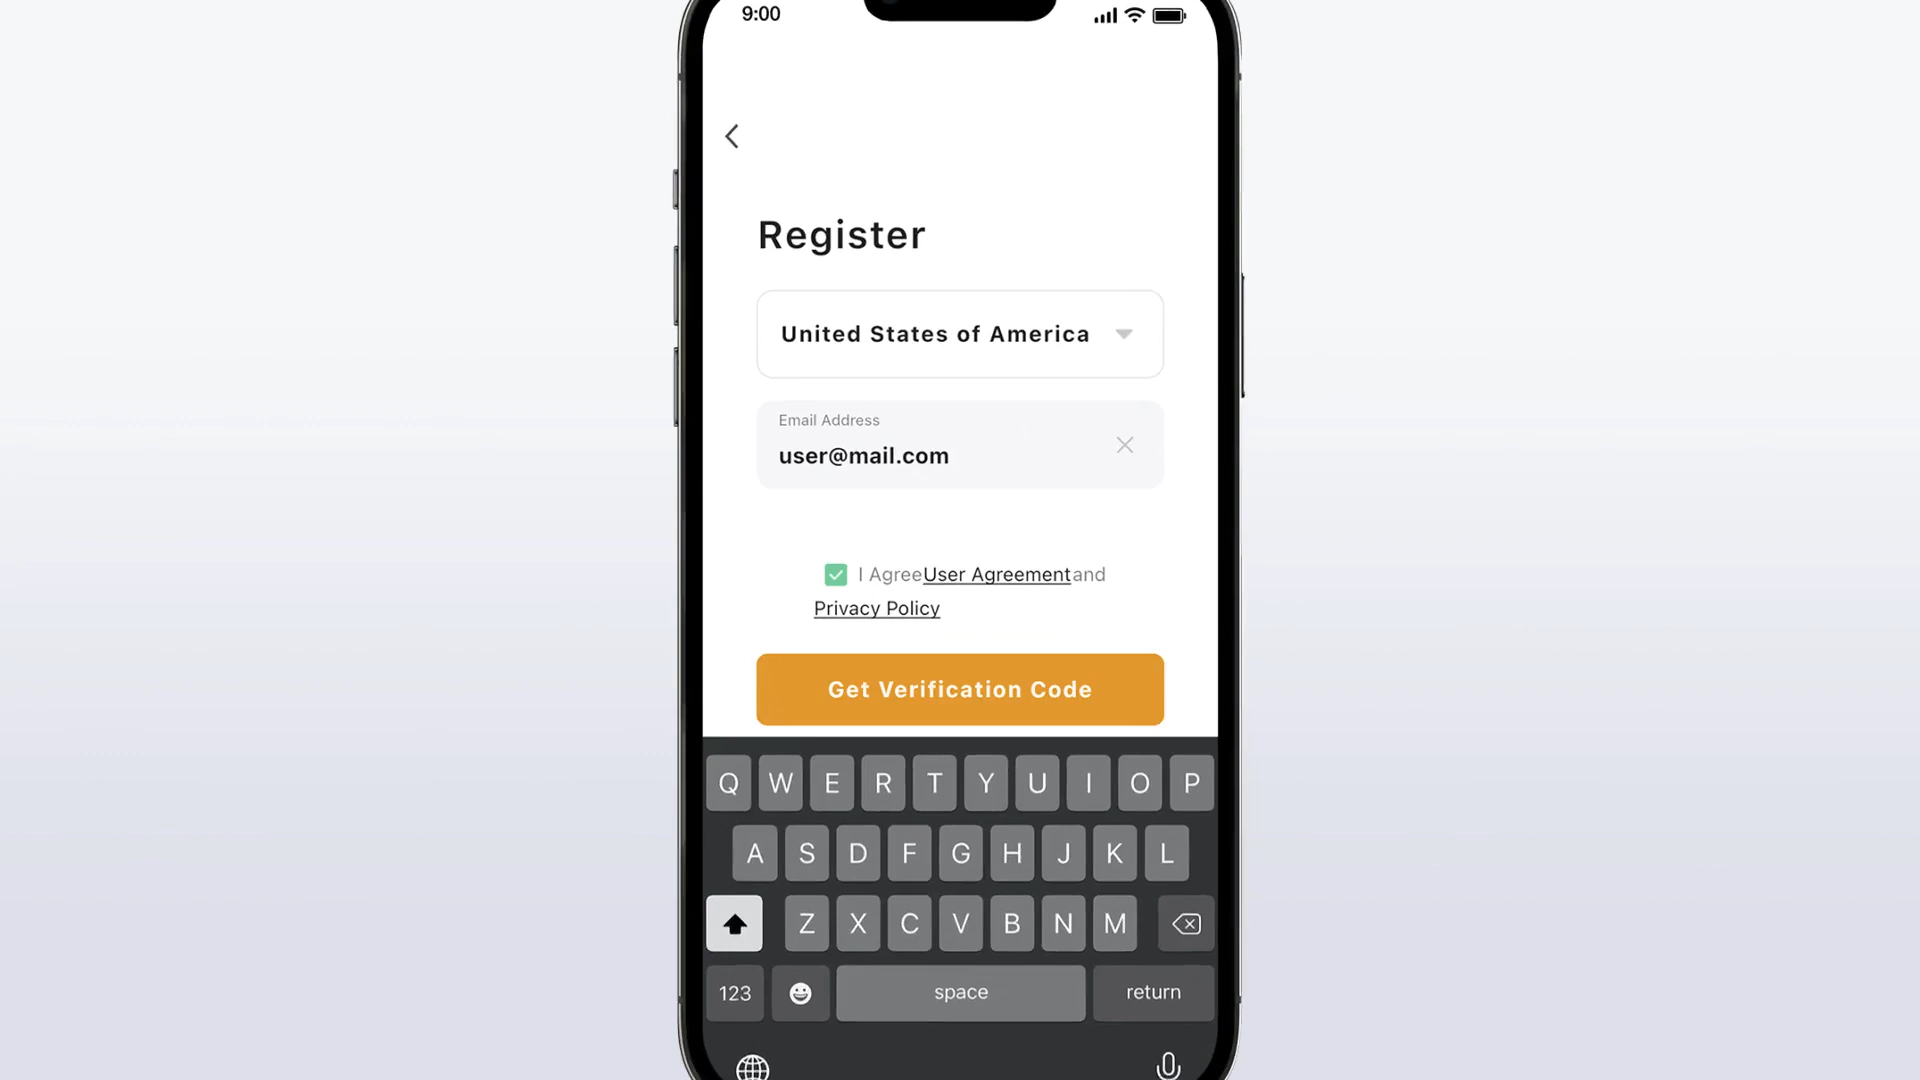 9:00
Register
United States of America
Email Address
user@mail.com
I AgreeUser Agreementand
Privacy Policy
Get Verification Code
Q W E R T Y U I O P
A S D F G H J K L
Z X C V B N M
123 space return